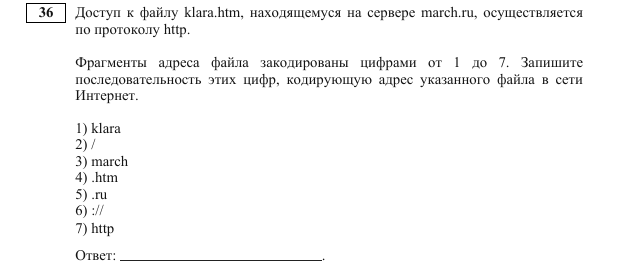 36 Доступ к файлу klara.htm, находящемуся на сервере march.ru, осуществляется
по протоколу http.
Фрагменты адреса файла закодированы цифрами от 1 до 7. Запишите
последовательность этих цифр, кодирующую адрес указанного файла в сети
Интернет.
1) klara
2) /
3) march
4) .htm
5) .ru
6) ://
7) http
Ответ: ____________________________.